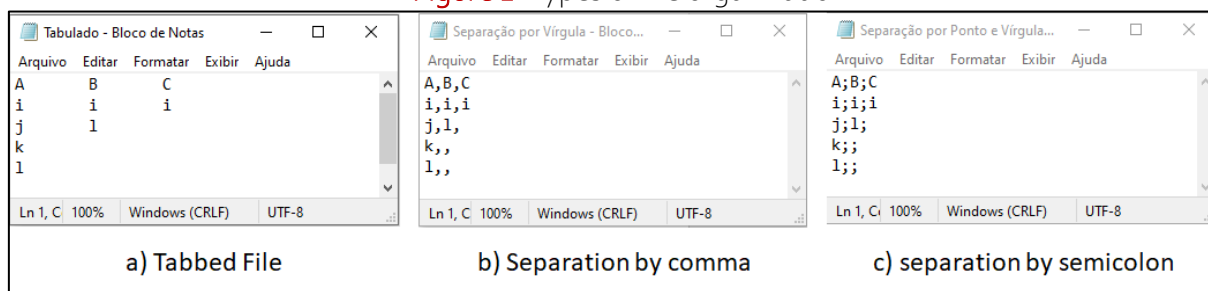 Tabulado - Bloco de Notas
Arquivo Editar Formatar Exibir Ajuda
A B C
i i i
j l
k
l
Ln 1, C 100% Windows (CRLF) UTF-8
a) Tabbed File
Separação por Vírgula - Bloco...
Arquivo Editar Formatar Exibir Ajuda
A,B,C
i,i,i
j,l,
k,,
l,,
Ln 1, C 100% Windows (CRLF) UTF-8
b) Separation by comma
Separação por Ponto e Vírgula...
Arquivo Editar Formatar Exibir Ajuda
A;B;C
i;i;i
j;l;
k;;
l;;
Ln 1, C 100% Windows (CRLF) UTF-8
c) separation by semicolon